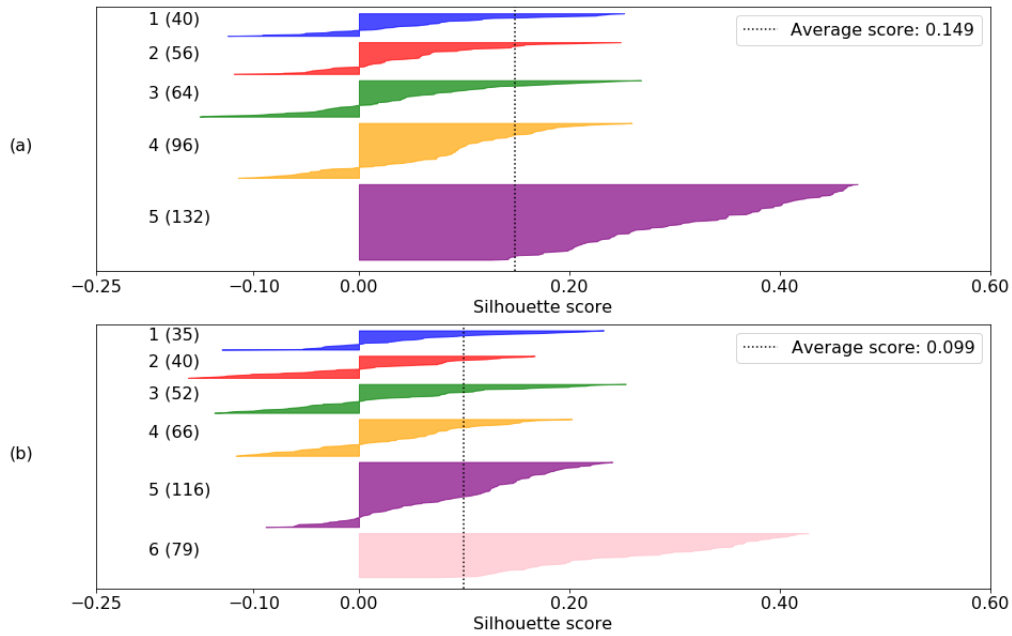 (a)
1 (40)
2 (56)
3 (64)
4 (96)
5 (132)
Average score: 0.149
−0.25 −0.10 0.00 0.20 0.40 0.60
Silhouette score
(b)
1 (35)
2 (40)
3 (52)
4 (66)
5 (116)
6 (79)
Average score: 0.099
−0.25 −0.10 0.00 0.20 0.40 0.60
Silhouette score